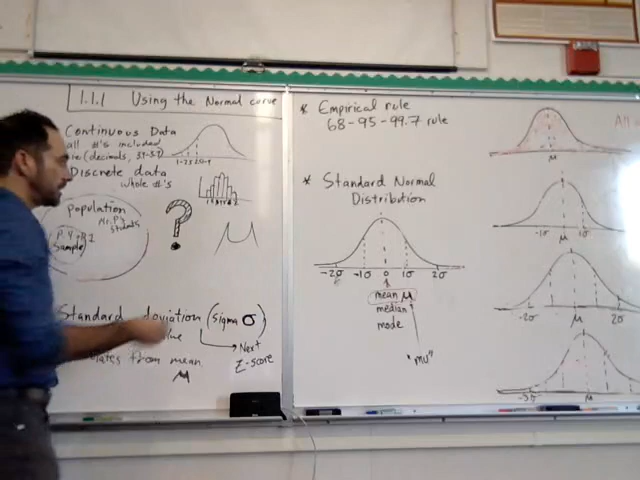 1.1.1 Using the Normal curve
Continuous Data
all #'s included
Discrete data
whole #'s
Population
Mr. P's
students
Sample
?
μ
Standard deviation (sigma σ)
from mean
μ
Next
Z-score
* Empirical rule
68-95-99.7 rule
* Standard Normal
Distribution
-2σ -1σ 0 1σ 2σ
mean μ
median
mode
"mu"
μ
-1σ μ 1σ
-2σ μ 2σ
-3σ μ